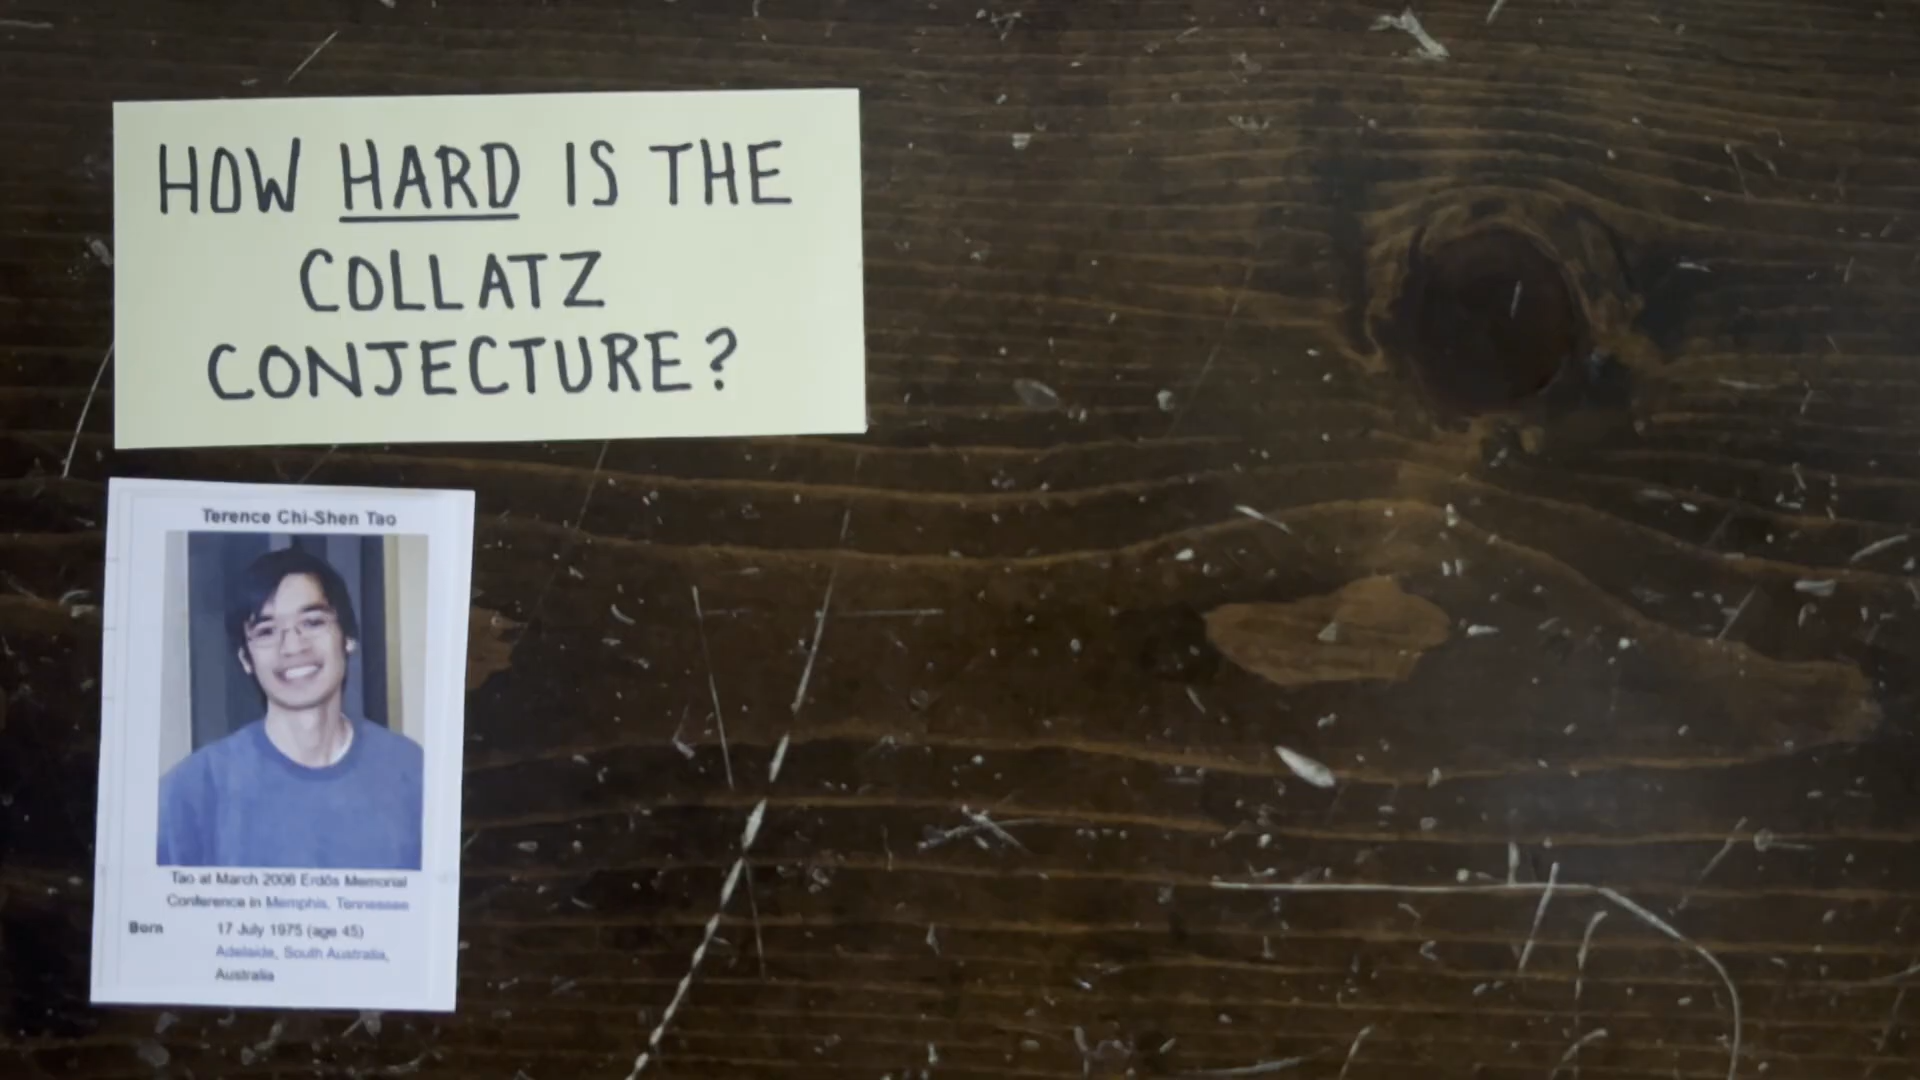 HOW HARD IS THE
COLLATZ
CONJECTURE?
Terence Chi-Shen Tao
Tao at March 2006 Erdős Memorial
Conference in Memphis, Tennessee
Born 17 July 1975 (age 45)
Adelaide, South Australia,
Australia